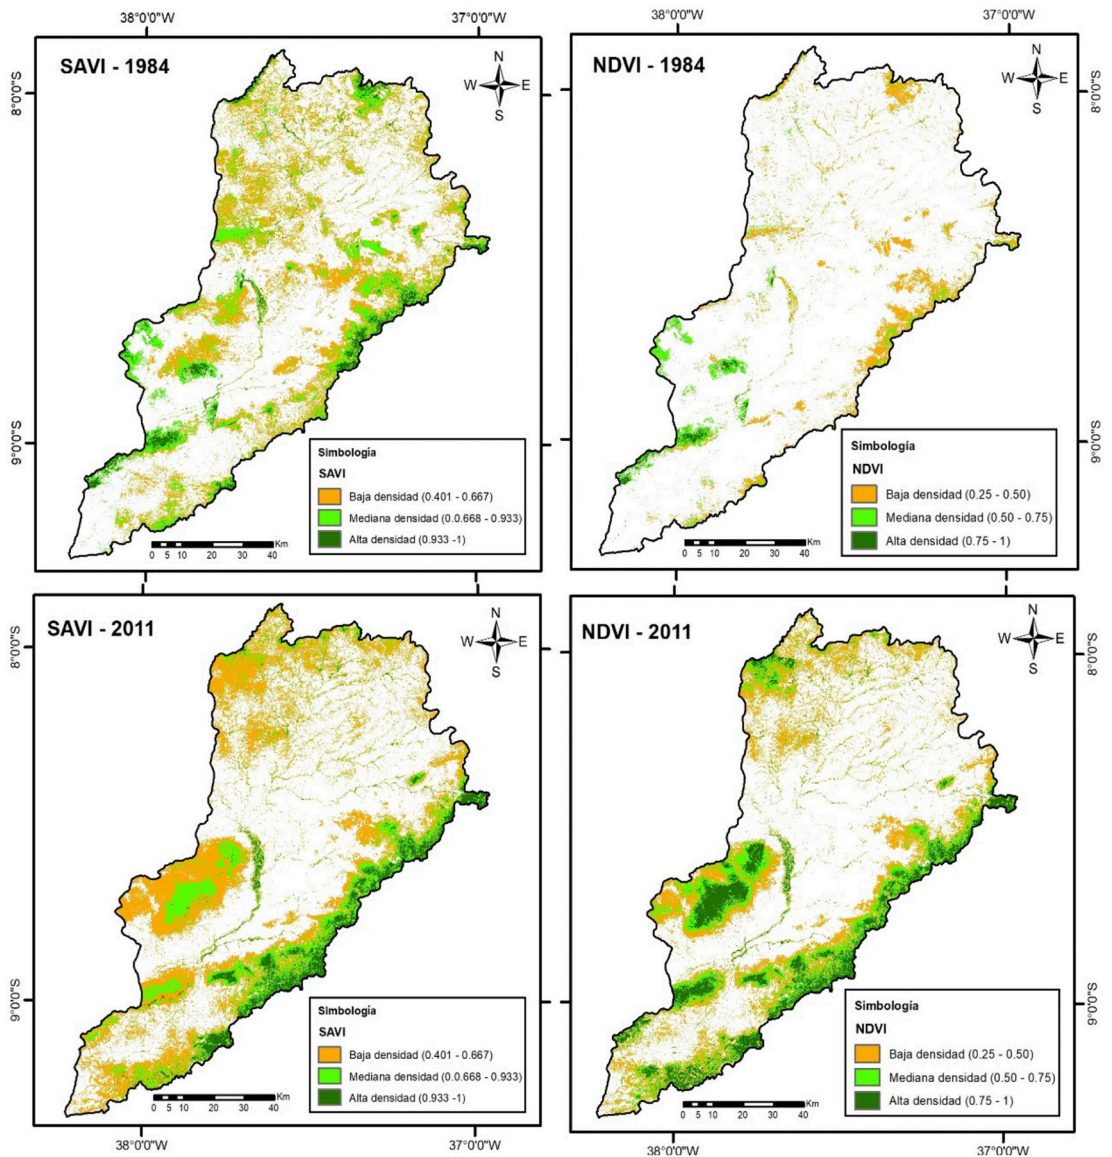 38°0'0"W
37°0'0"W
38°0'0"W
37°0'0"W
SAVI - 1984
N
W
E
S
8°0'0"S
9°0'0"S
Simbología
SAVI
Baja densidad (0.401 - 0.667)
Mediana densidad (0.0.668 - 0.933)
Alta densidad (0.933 -1)
0 5 10 20 30 40 Km
NDVI - 1984
N
W
E
S
8°0'0"S
9°0'0"S
Simbología
NDVI
Baja densidad (0.25 - 0.50)
Mediana densidad (0.50 - 0.75)
Alta densidad (0.75 - 1)
0 5 10 20 30 40 Km
SAVI - 2011
N
W
E
S
8°0'0"S
9°0'0"S
Simbología
SAVI
Baja densidad (0.401 - 0.667)
Mediana densidad (0.0.668 - 0.933)
Alta densidad (0.933 -1)
0 5 10 20 30 40 Km
NDVI - 2011
N
W
E
S
8°0'0"S
9°0'0"S
Simbología
NDVI
Baja densidad (0.25 - 0.50)
Mediana densidad (0.50 - 0.75)
Alta densidad (0.75 - 1)
0 5 10 20 30 40 Km
38°0'0"W
37°0'0"W
38°0'0"W
37°0'0"W